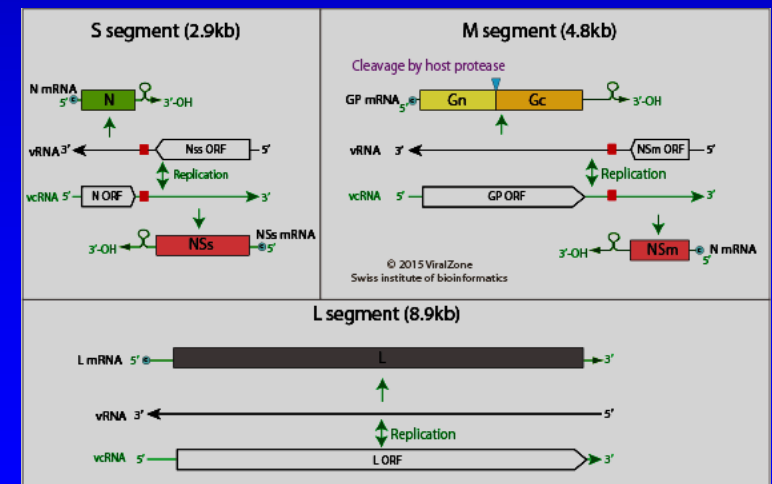 S segment (2.9kb)
N mRNA
5'
N
3'-OH
vRNA 3'
Nss ORF
5'
Replication
vcRNA 5'
N ORF
3'
3'-OH
NSs
NSs mRNA
5'
M segment (4.8kb)
Cleavage by host protease
GP mRNA
5'
Gn
Gc
3'-OH
vRNA 3'
NSm ORF
5'
Replication
vcRNA 5'
GP ORF
3'
3'-OH
NSm
N mRNA
5'
© 2015 ViralZone
Swiss institute of bioinformatics
L segment (8.9kb)
L mRNA 5'
L
3'
vRNA 3'
5'
Replication
vcRNA 5'
L ORF
3'